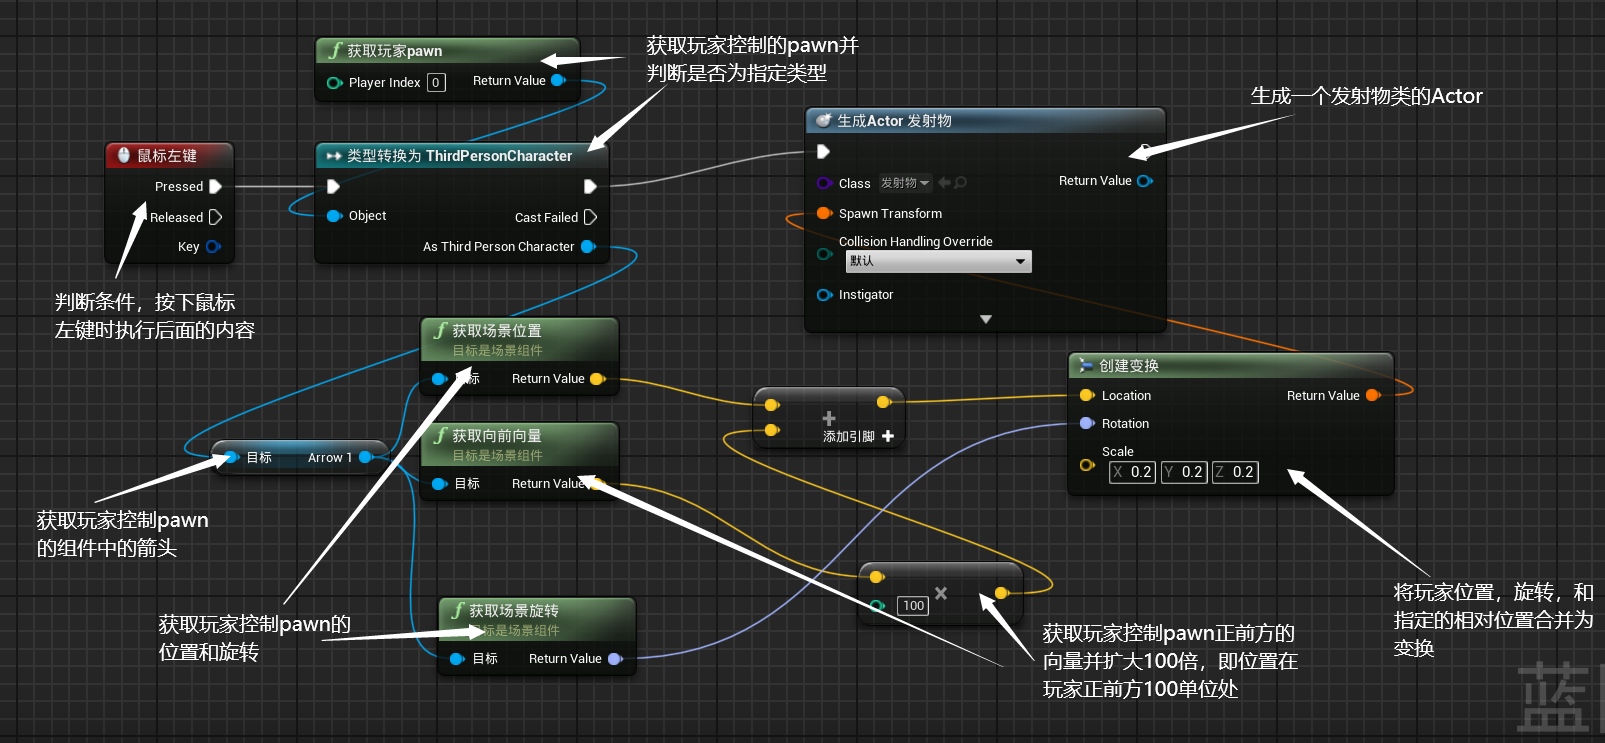 获取玩家pawn
Player Index 0
Return Value
获取玩家控制的pawn并
判断是否为指定类型
生成一个发射物类的Actor
鼠标左键
Pressed
Released
Key
类型转换为 ThirdPersonCharacter
Object
Cast Failed
As Third Person Character
生成Actor 发射物
Class 发射物
Return Value
Spawn Transform
Collision Handling Override
默认
Instigator
判断条件，按下鼠标
左键时执行后面的内容
获取场景位置
目标是场景组件
标
Return Value
获取向前向量
目标是场景组件
目标
Return Value
目标
Arrow 1
添加引脚
创建变换
Location
Return Value
Rotation
Scale
X 0.2 Y 0.2 Z 0.2
获取玩家控制pawn
的组件中的箭头
100
获取场景旋转
目标是场景组件
目标
Return Value
获取玩家控制pawn的
位置和旋转
获取玩家控制pawn正前方的
向量并扩大100倍，即位置在
玩家正前方100单位处
将玩家位置，旋转，和
指定的相对位置合并为
变换
蓝